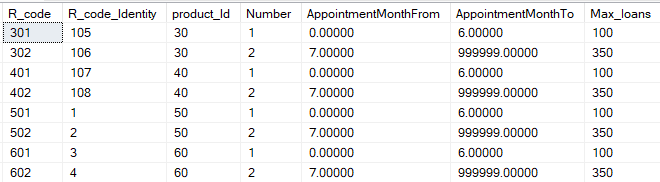 R_code R_code_Identity product_Id Number AppointmentMonthFrom AppointmentMonthTo Max_loans
301 105 30 1 0.00000 6.00000 100
302 106 30 2 7.00000 999999.00000 350
401 107 40 1 0.00000 6.00000 100
402 108 40 2 7.00000 999999.00000 350
501 1 50 1 0.00000 6.00000 100
502 2 50 2 7.00000 999999.00000 350
601 3 60 1 0.00000 6.00000 100
602 4 60 2 7.00000 999999.00000 350